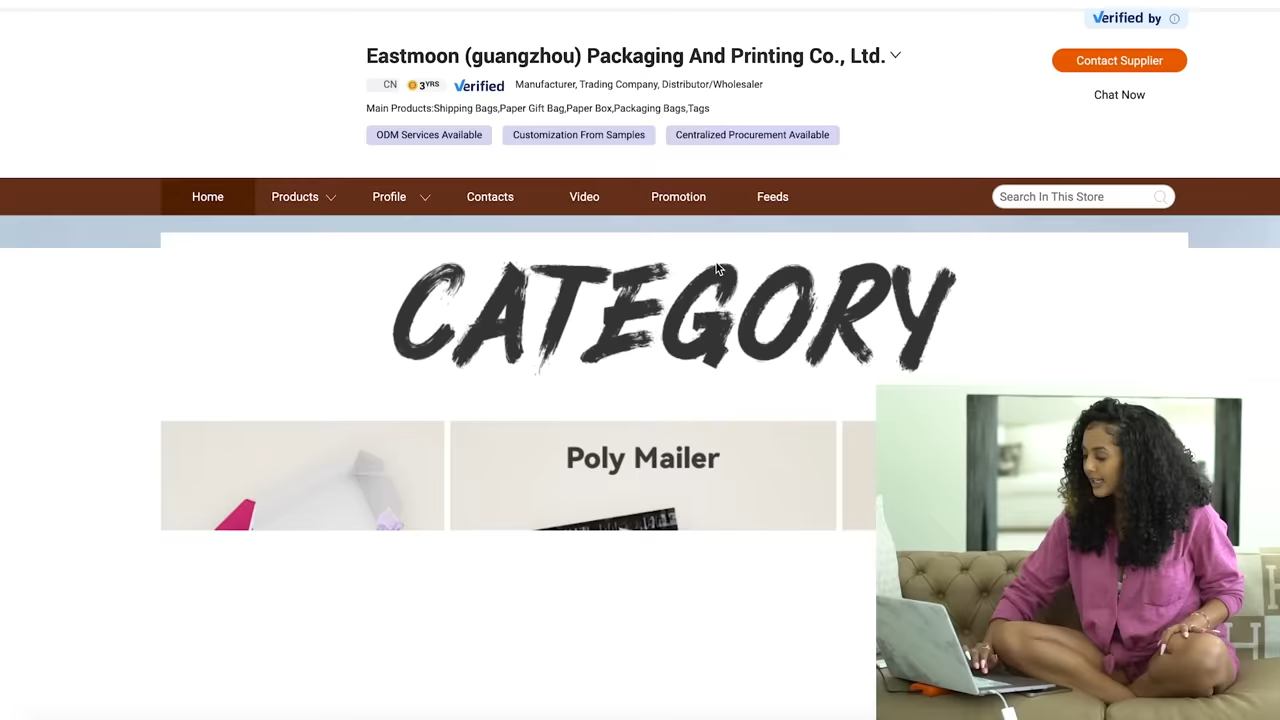 Verified by
Eastmoon (guangzhou) Packaging And Printing Co., Ltd.
Contact Supplier
CN 3 YRS Verified Manufacturer, Trading Company, Distributor/Wholesaler
Chat Now
Main Products:Shipping Bags,Paper Gift Bag,Paper Box,Packaging Bags,Tags
ODM Services Available Customization From Samples Centralized Procurement Available
Home Products Profile Contacts Video Promotion Feeds Search In This Store
CATEGORY
Poly Mailer
H
H